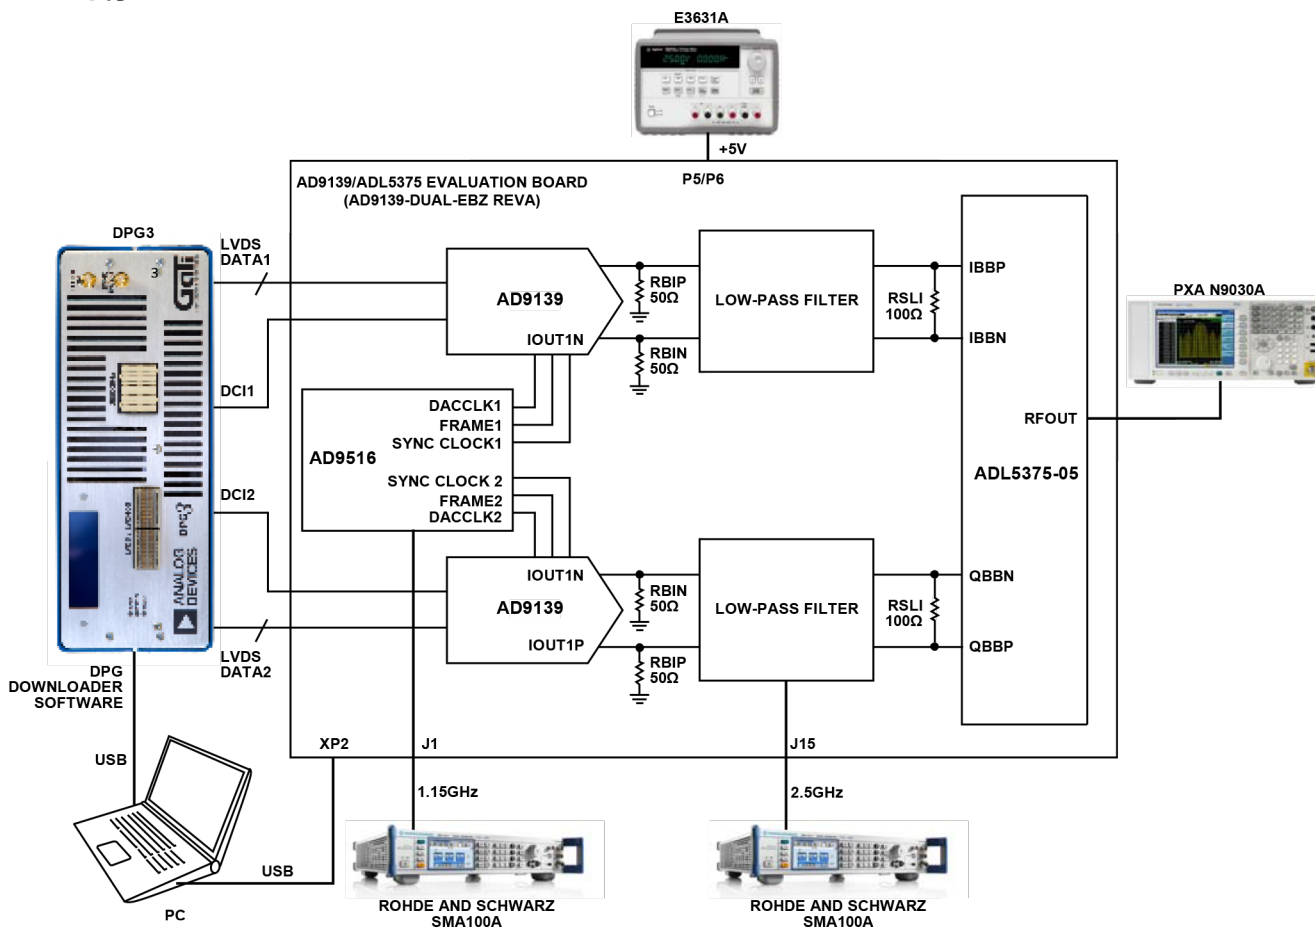 E3631A
+5V
P5/P6
AD9139/ADL5375 EVALUATION BOARD
(AD9139-DUAL-EBZ REVA)
DPG3
LVDS
DATA1
3
AD9139
IOUT1N
RBIP
50Ω
RBIN
50Ω
LOW-PASS FILTER
RSLI
100Ω
IBBP
IBBN
PXA N9030A
DCI1
DACCLK1
FRAME1
SYNC CLOCK1
AD9516
SYNC CLOCK 2
FRAME2
DACCLK2
RFOUT
ADL5375-05
DCI2
IOUT1N
AD9139
IOUT1P
RBIN
50Ω
RBIP
50Ω
LOW-PASS FILTER
RSLI
100Ω
QBBN
QBBP
ANALOG
DEVICES
LVDS
DATA2
DPG
DOWNLOADER
SOFTWARE
USB
XP2
J1
J15
1.15GHz
2.5GHz
USB
PC
ROHDE AND SCHWARZ
SMA100A
ROHDE AND SCHWARZ
SMA100A